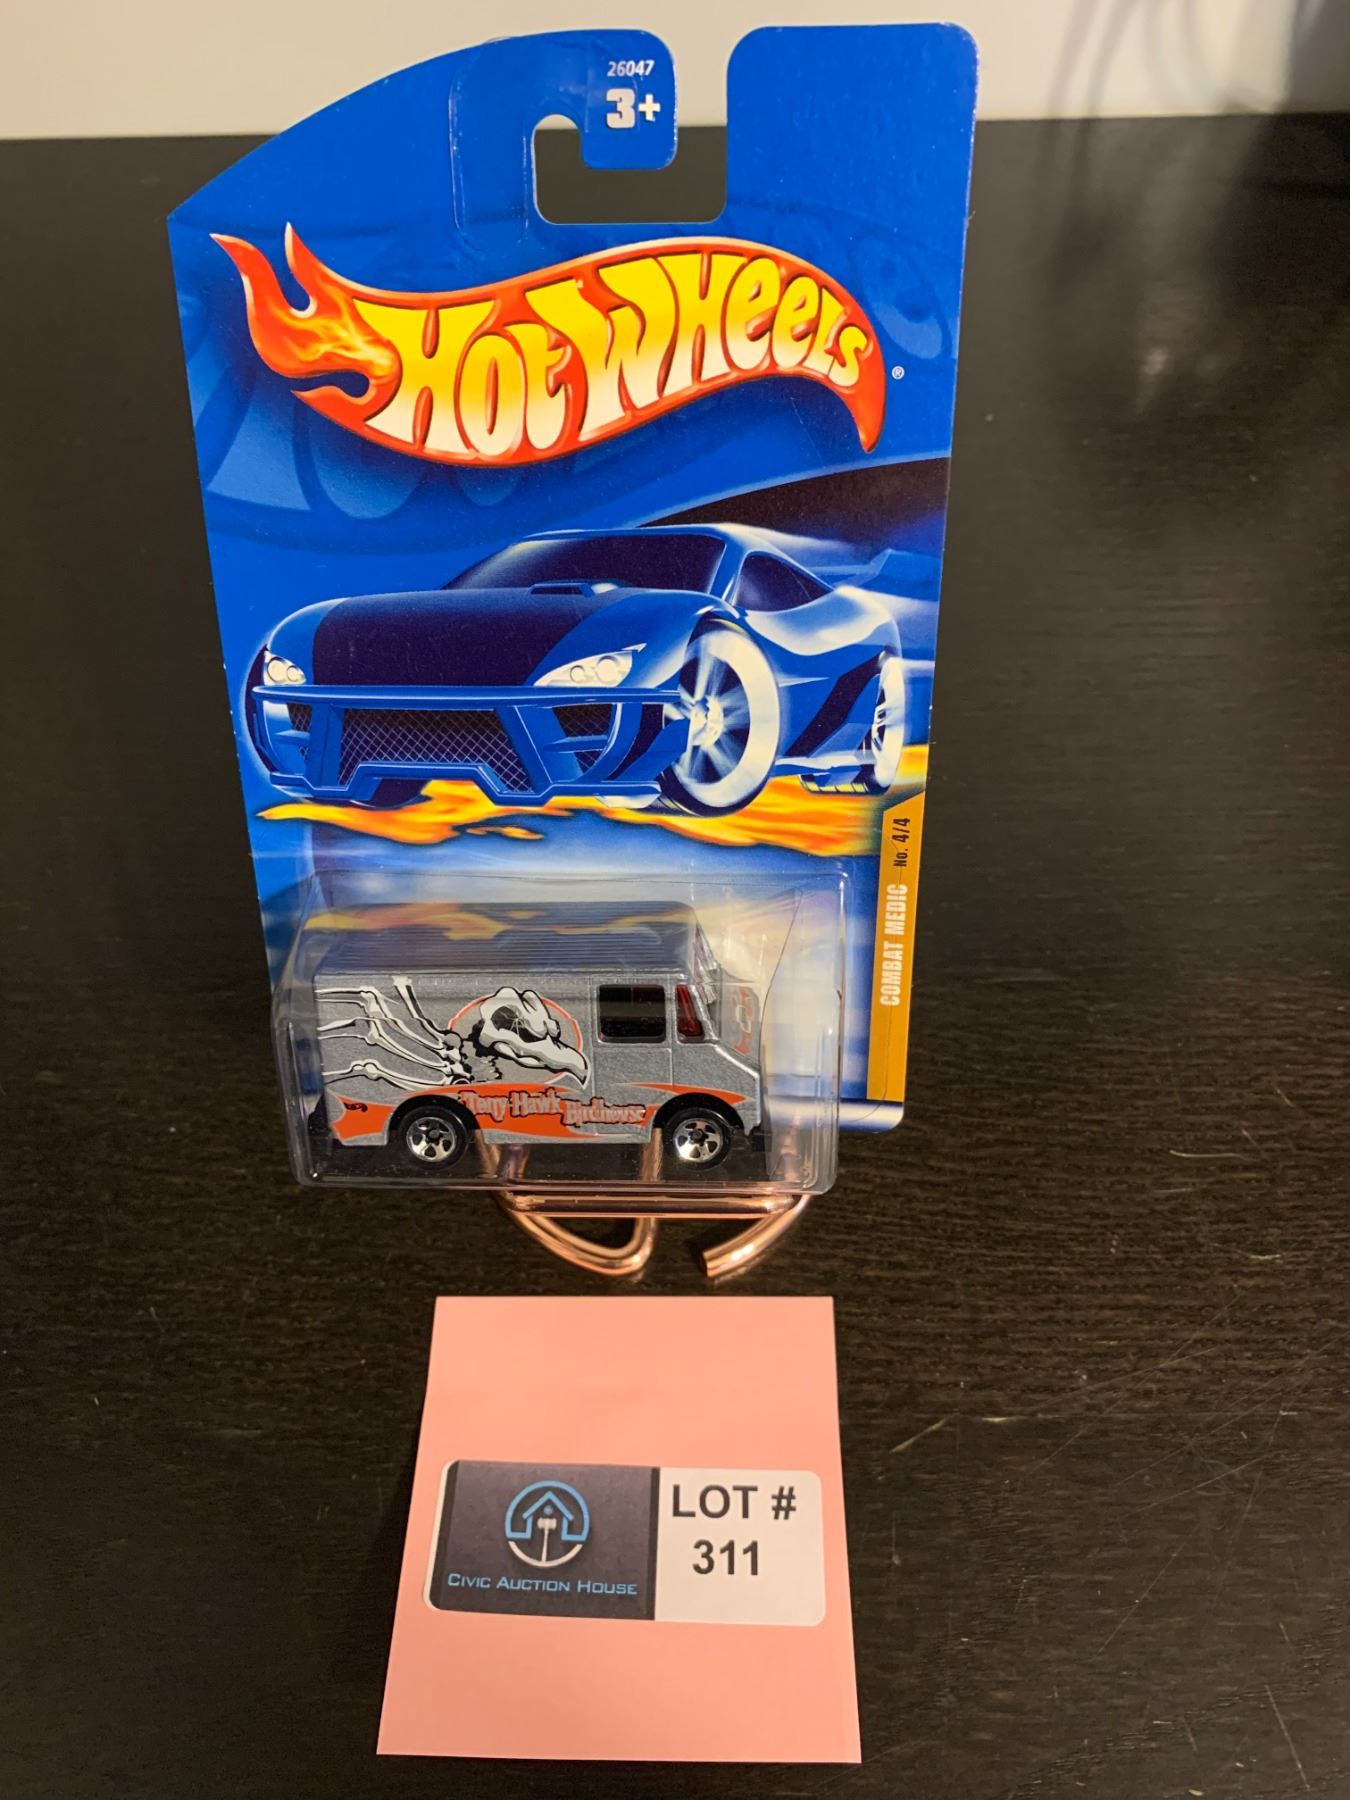 26047
3+
HOT WHEELS ®
COMBAT MEDIC No. 4/4
Tony Hawk Birdhouse
LOT #
311
CIVIC AUCTION HOUSE